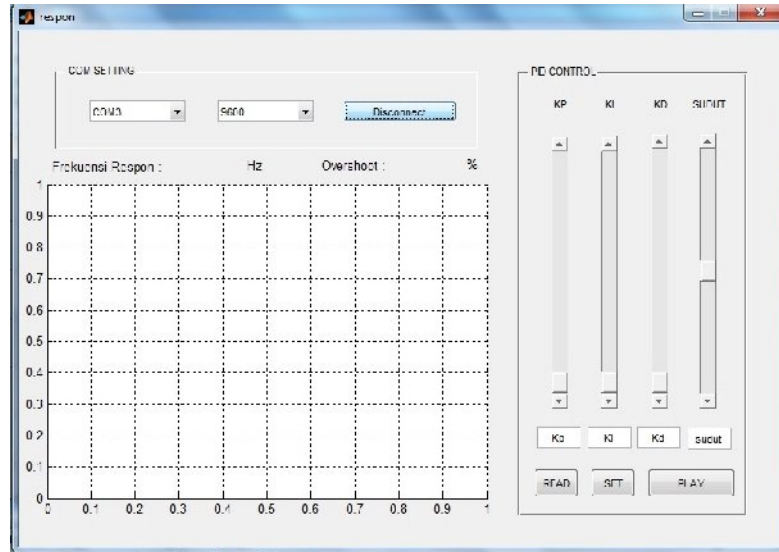 respon
COM SETTING
COM3
9600
Disconnect
Frekuensi Respon :
Hz
Overshoot :
%
1
0.9
0.8
0.7
0.6
0.5
0.4
0.3
0.2
0.1
0
0 0.1 0.2 0.3 0.4 0.5 0.6 0.7 0.8 0.9 1
PID CONTROL
KP KI KD SUDUT
Kp Ki Kd sudut
READ SET PLAY